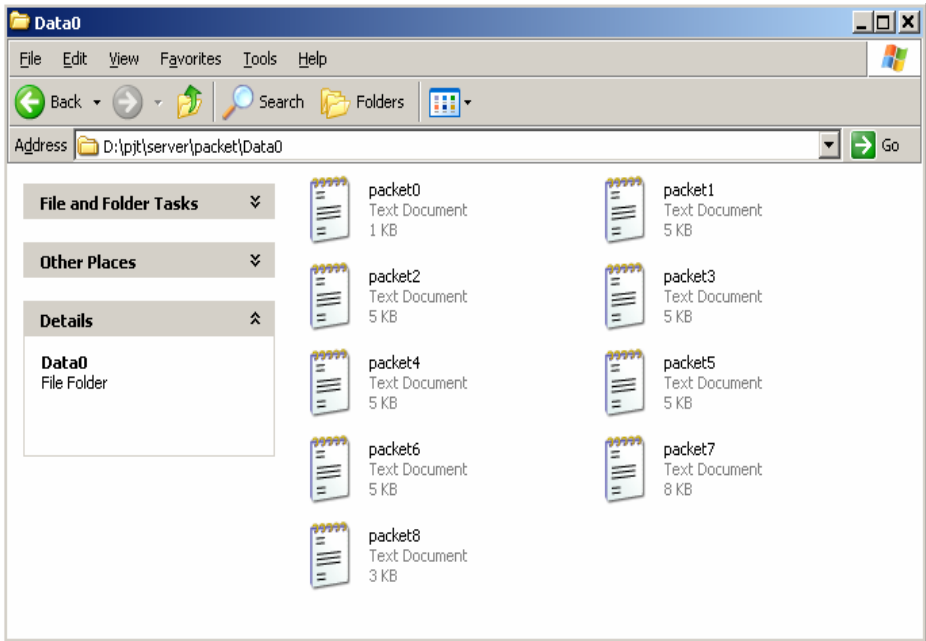 Data0
File Edit View Favorites Tools Help
Back Search Folders
Address D:\pjt\server\packet\Data0 Go
File and Folder Tasks
Other Places
Details
Data0
File Folder
packet0
Text Document
1 KB
packet1
Text Document
5 KB
packet2
Text Document
5 KB
packet3
Text Document
5 KB
packet4
Text Document
5 KB
packet5
Text Document
5 KB
packet6
Text Document
5 KB
packet7
Text Document
8 KB
packet8
Text Document
3 KB